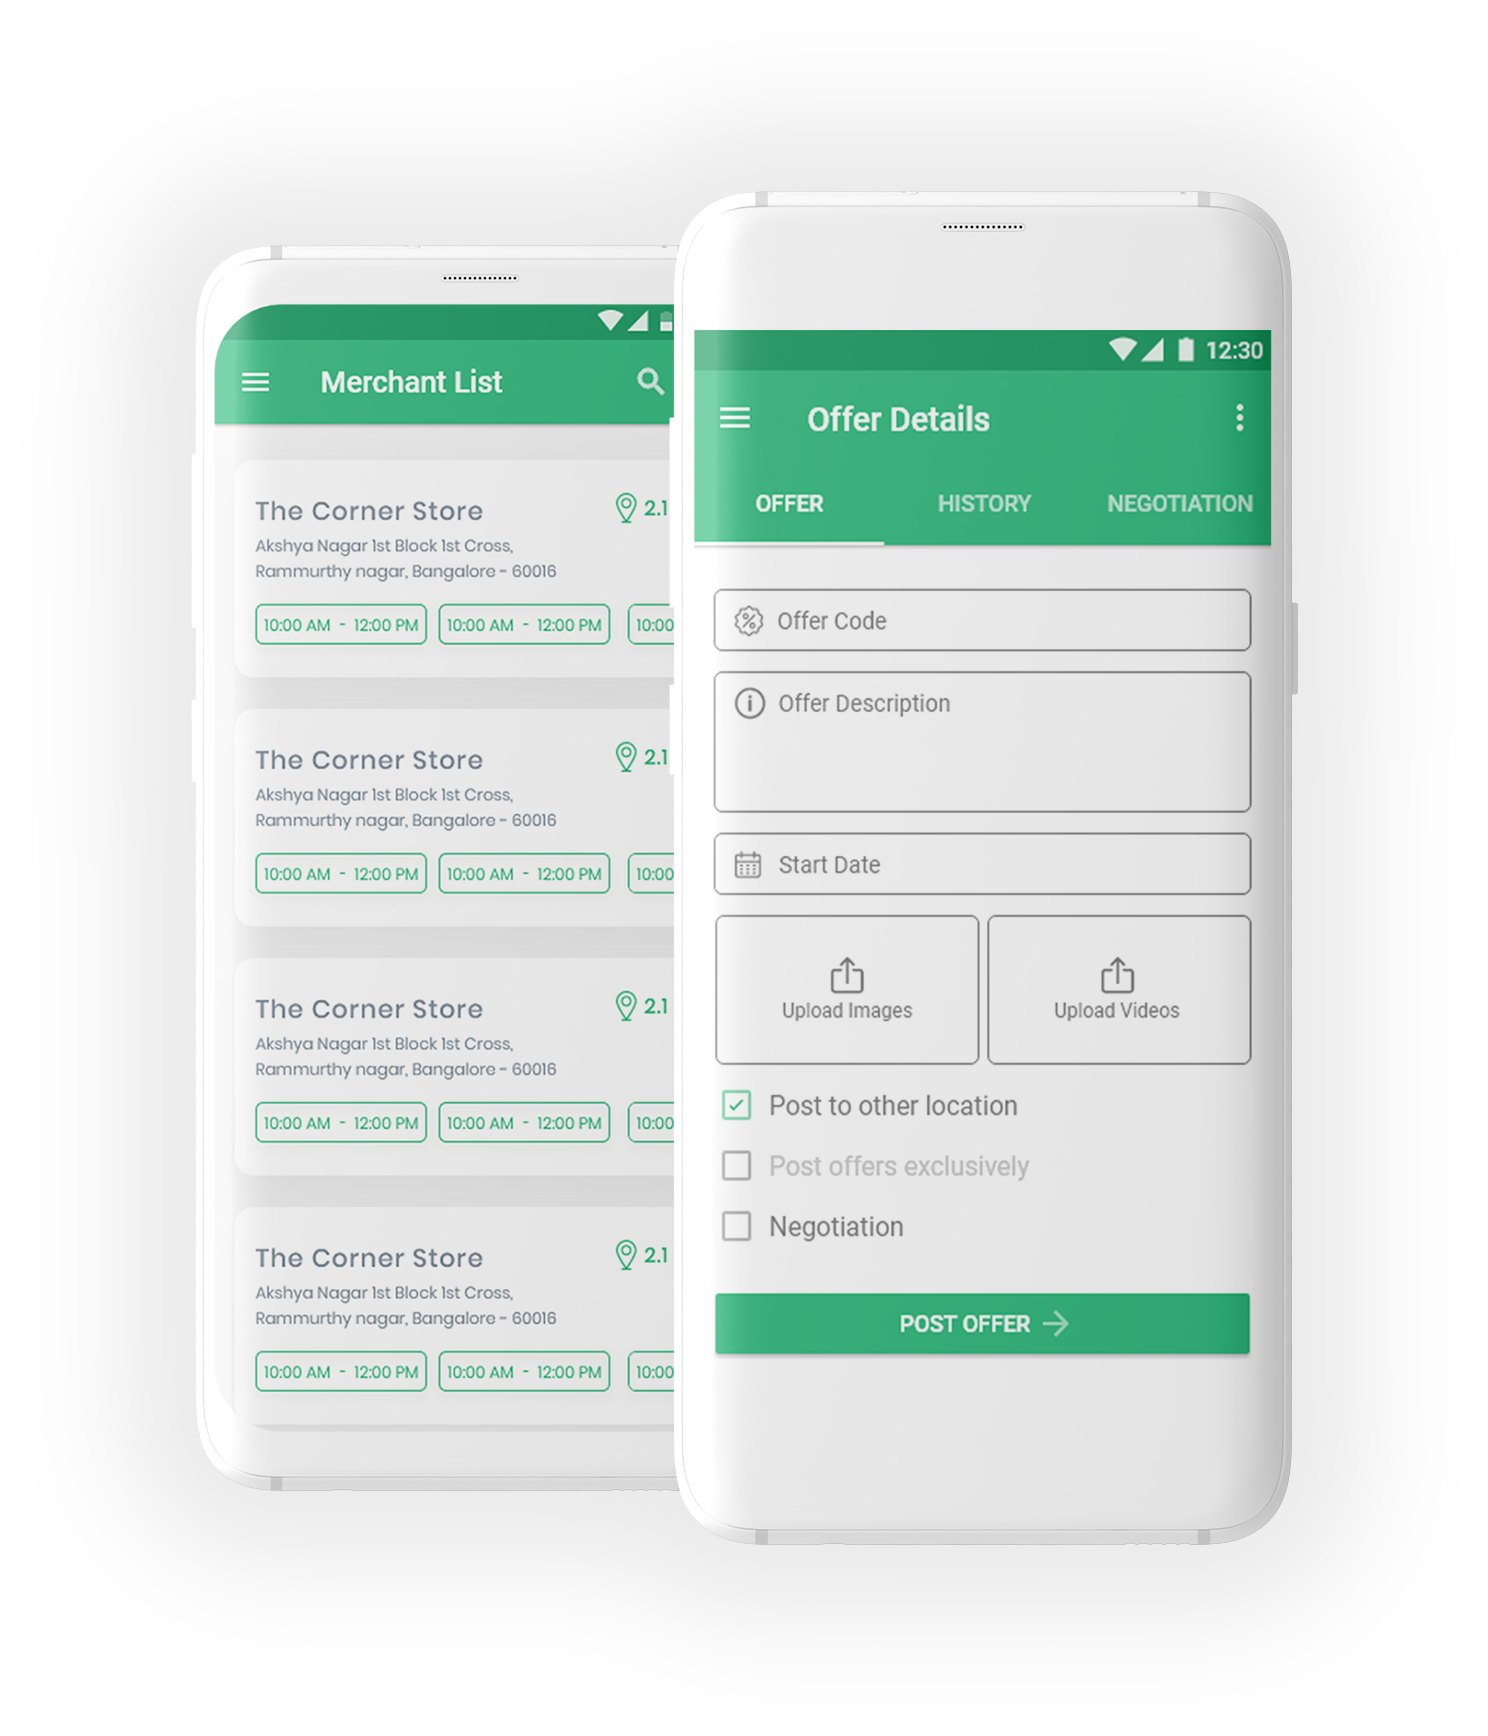 Merchant List
The Corner Store
2.1
Akshya Nagar 1st Block 1st Cross,
Rammurthy nagar, Bangalore - 60016
10:00 AM - 12:00 PM
10:00 AM - 12:00 PM
10:00
The Corner Store
2.1
Akshya Nagar 1st Block 1st Cross,
Rammurthy nagar, Bangalore - 60016
10:00 AM - 12:00 PM
10:00 AM - 12:00 PM
10:00
The Corner Store
2.1
Akshya Nagar 1st Block 1st Cross,
Rammurthy nagar, Bangalore - 60016
10:00 AM - 12:00 PM
10:00 AM - 12:00 PM
10:00
The Corner Store
2.1
Akshya Nagar 1st Block 1st Cross,
Rammurthy nagar, Bangalore - 60016
10:00 AM - 12:00 PM
10:00 AM - 12:00 PM
10:00
12:30
Offer Details
OFFER
HISTORY
NEGOTIATION
Offer Code
Offer Description
Start Date
Upload Images
Upload Videos
Post to other location
Post offers exclusively
Negotiation
POST OFFER